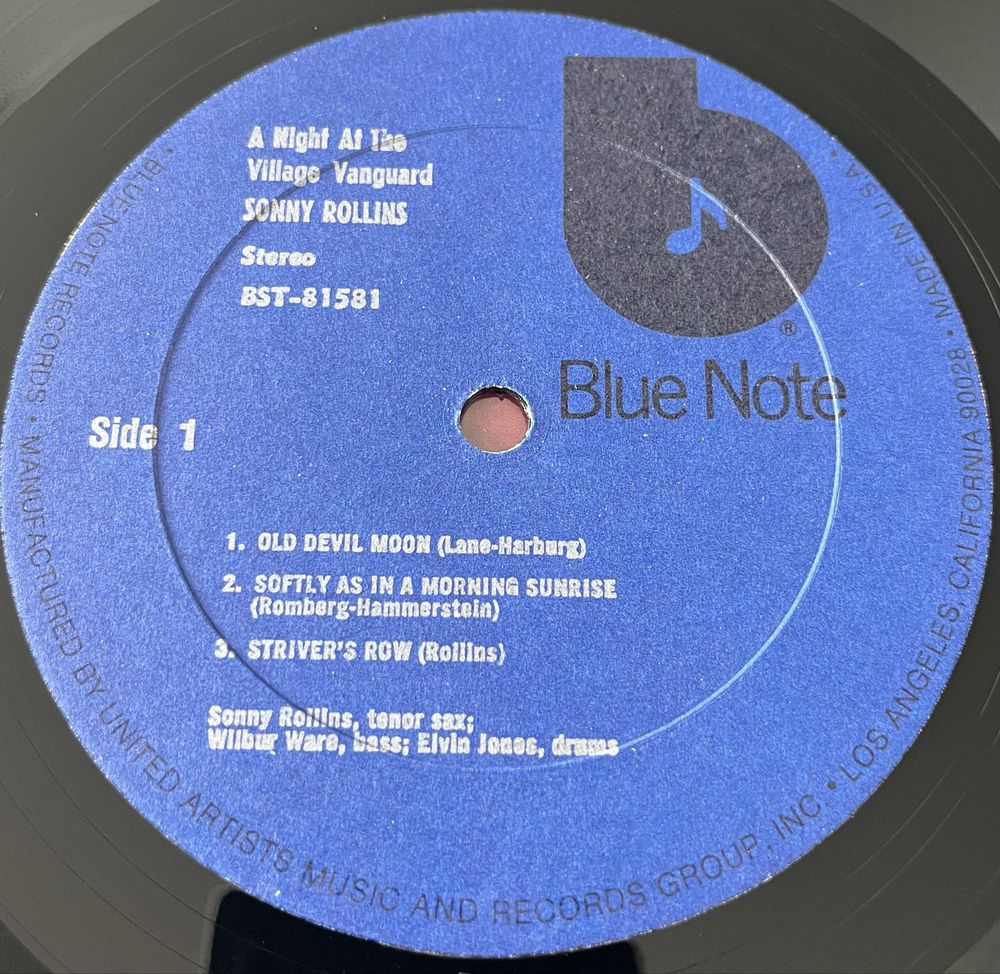 A Night At The
Village Vanguard
SONNY ROLLINS
Stereo
BST-81581
®
Blue Note
Side 1
1. OLD DEVIL MOON (Lane-Harburg)
2. SOFTLY AS IN A MORNING SUNRISE
(Romberg-Hammerstein)
3. STRIVER'S ROW (Rollins)
Sonny Rollins, tenor sax;
Wilbur Ware, bass; Elvin Jones, drums
• BLUE NOTE RECORDS • MANUFACTURED BY UNITED ARTISTS MUSIC AND RECORDS GROUP, INC. • LOS ANGELES, CALIFORNIA 90028 • MADE IN U.S.A. •